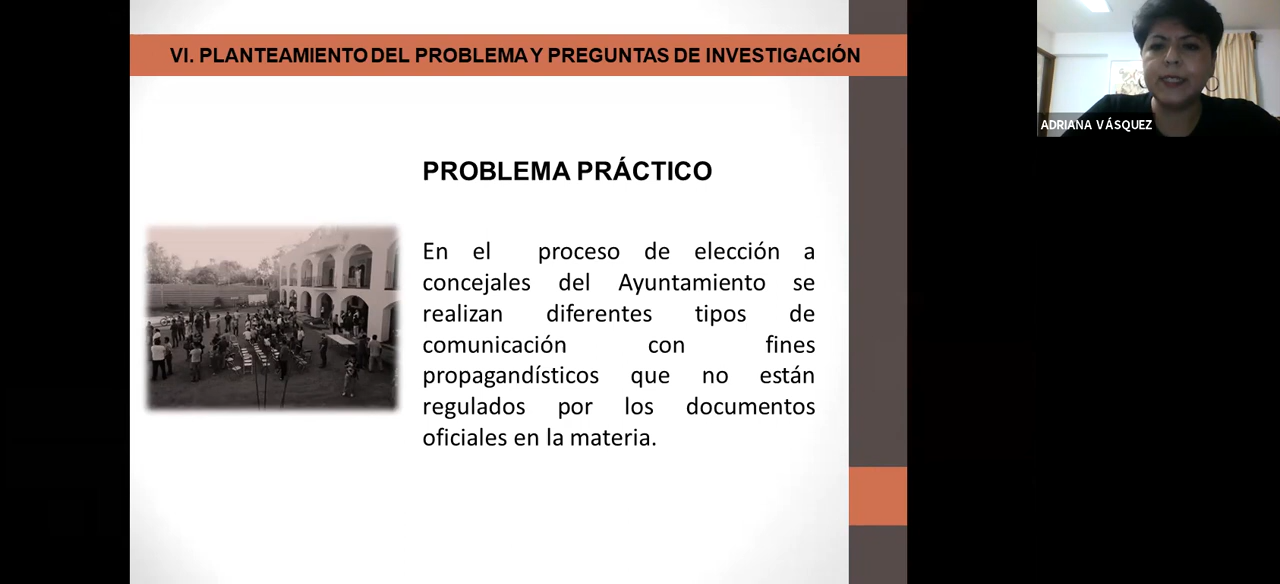 VI. PLANTEAMIENTO DEL PROBLEMA Y PREGUNTAS DE INVESTIGACIÓN
ADRIANA VÁSQUEZ
PROBLEMA PRÁCTICO
En el proceso de elección a
concejales del Ayuntamiento se
realizan diferentes tipos de
comunicación con fines
propagandísticos que no están
regulados por los documentos
oficiales en la materia.